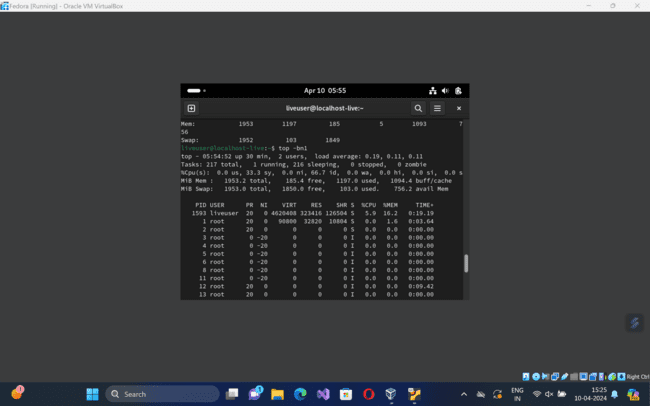 Fedora [Running] - Oracle VM VirtualBox
Apr 10 05:55
liveuser@localhost-live:~
Mem: 1953 1197 185 5 1093 7
56
Swap: 1952 103 1849
liveuser@localhost-live:~$ top -bn1
top - 05:54:52 up 30 min, 2 users, load average: 0.19, 0.11, 0.11
Tasks: 217 total, 1 running, 216 sleeping, 0 stopped, 0 zombie
%Cpu(s): 0.0 us, 33.3 sy, 0.0 ni, 66.7 id, 0.0 wa, 0.0 hi, 0.0 si, 0.0 s
MiB Mem : 1953.2 total, 185.4 free, 1197.0 used, 1094.4 buff/cache
MiB Swap: 1953.0 total, 1850.0 free, 103.0 used. 756.2 avail Mem
PID USER PR NI VIRT RES SHR S %CPU %MEM TIME+
1593 liveuser 20 0 4620408 323416 126504 S 5.9 16.2 0:19.19
1 root 20 0 90800 32820 10804 S 0.0 1.6 0:03.64
2 root 20 0 0 0 0 S 0.0 0.0 0:00.00
3 root 0 -20 0 0 0 I 0.0 0.0 0:00.00
4 root 0 -20 0 0 0 I 0.0 0.0 0:00.00
5 root 0 -20 0 0 0 I 0.0 0.0 0:00.00
6 root 0 -20 0 0 0 I 0.0 0.0 0:00.00
8 root 0 -20 0 0 0 I 0.0 0.0 0:00.00
11 root 0 -20 0 0 0 I 0.0 0.0 0:00.00
12 root 20 0 0 0 0 I 0.0 0.0 0:09.42
13 root 20 0 0 0 0 I 0.0 0.0 0:00.00
Right Ctrl
Search
ENG
IN
15:25
10-04-2024